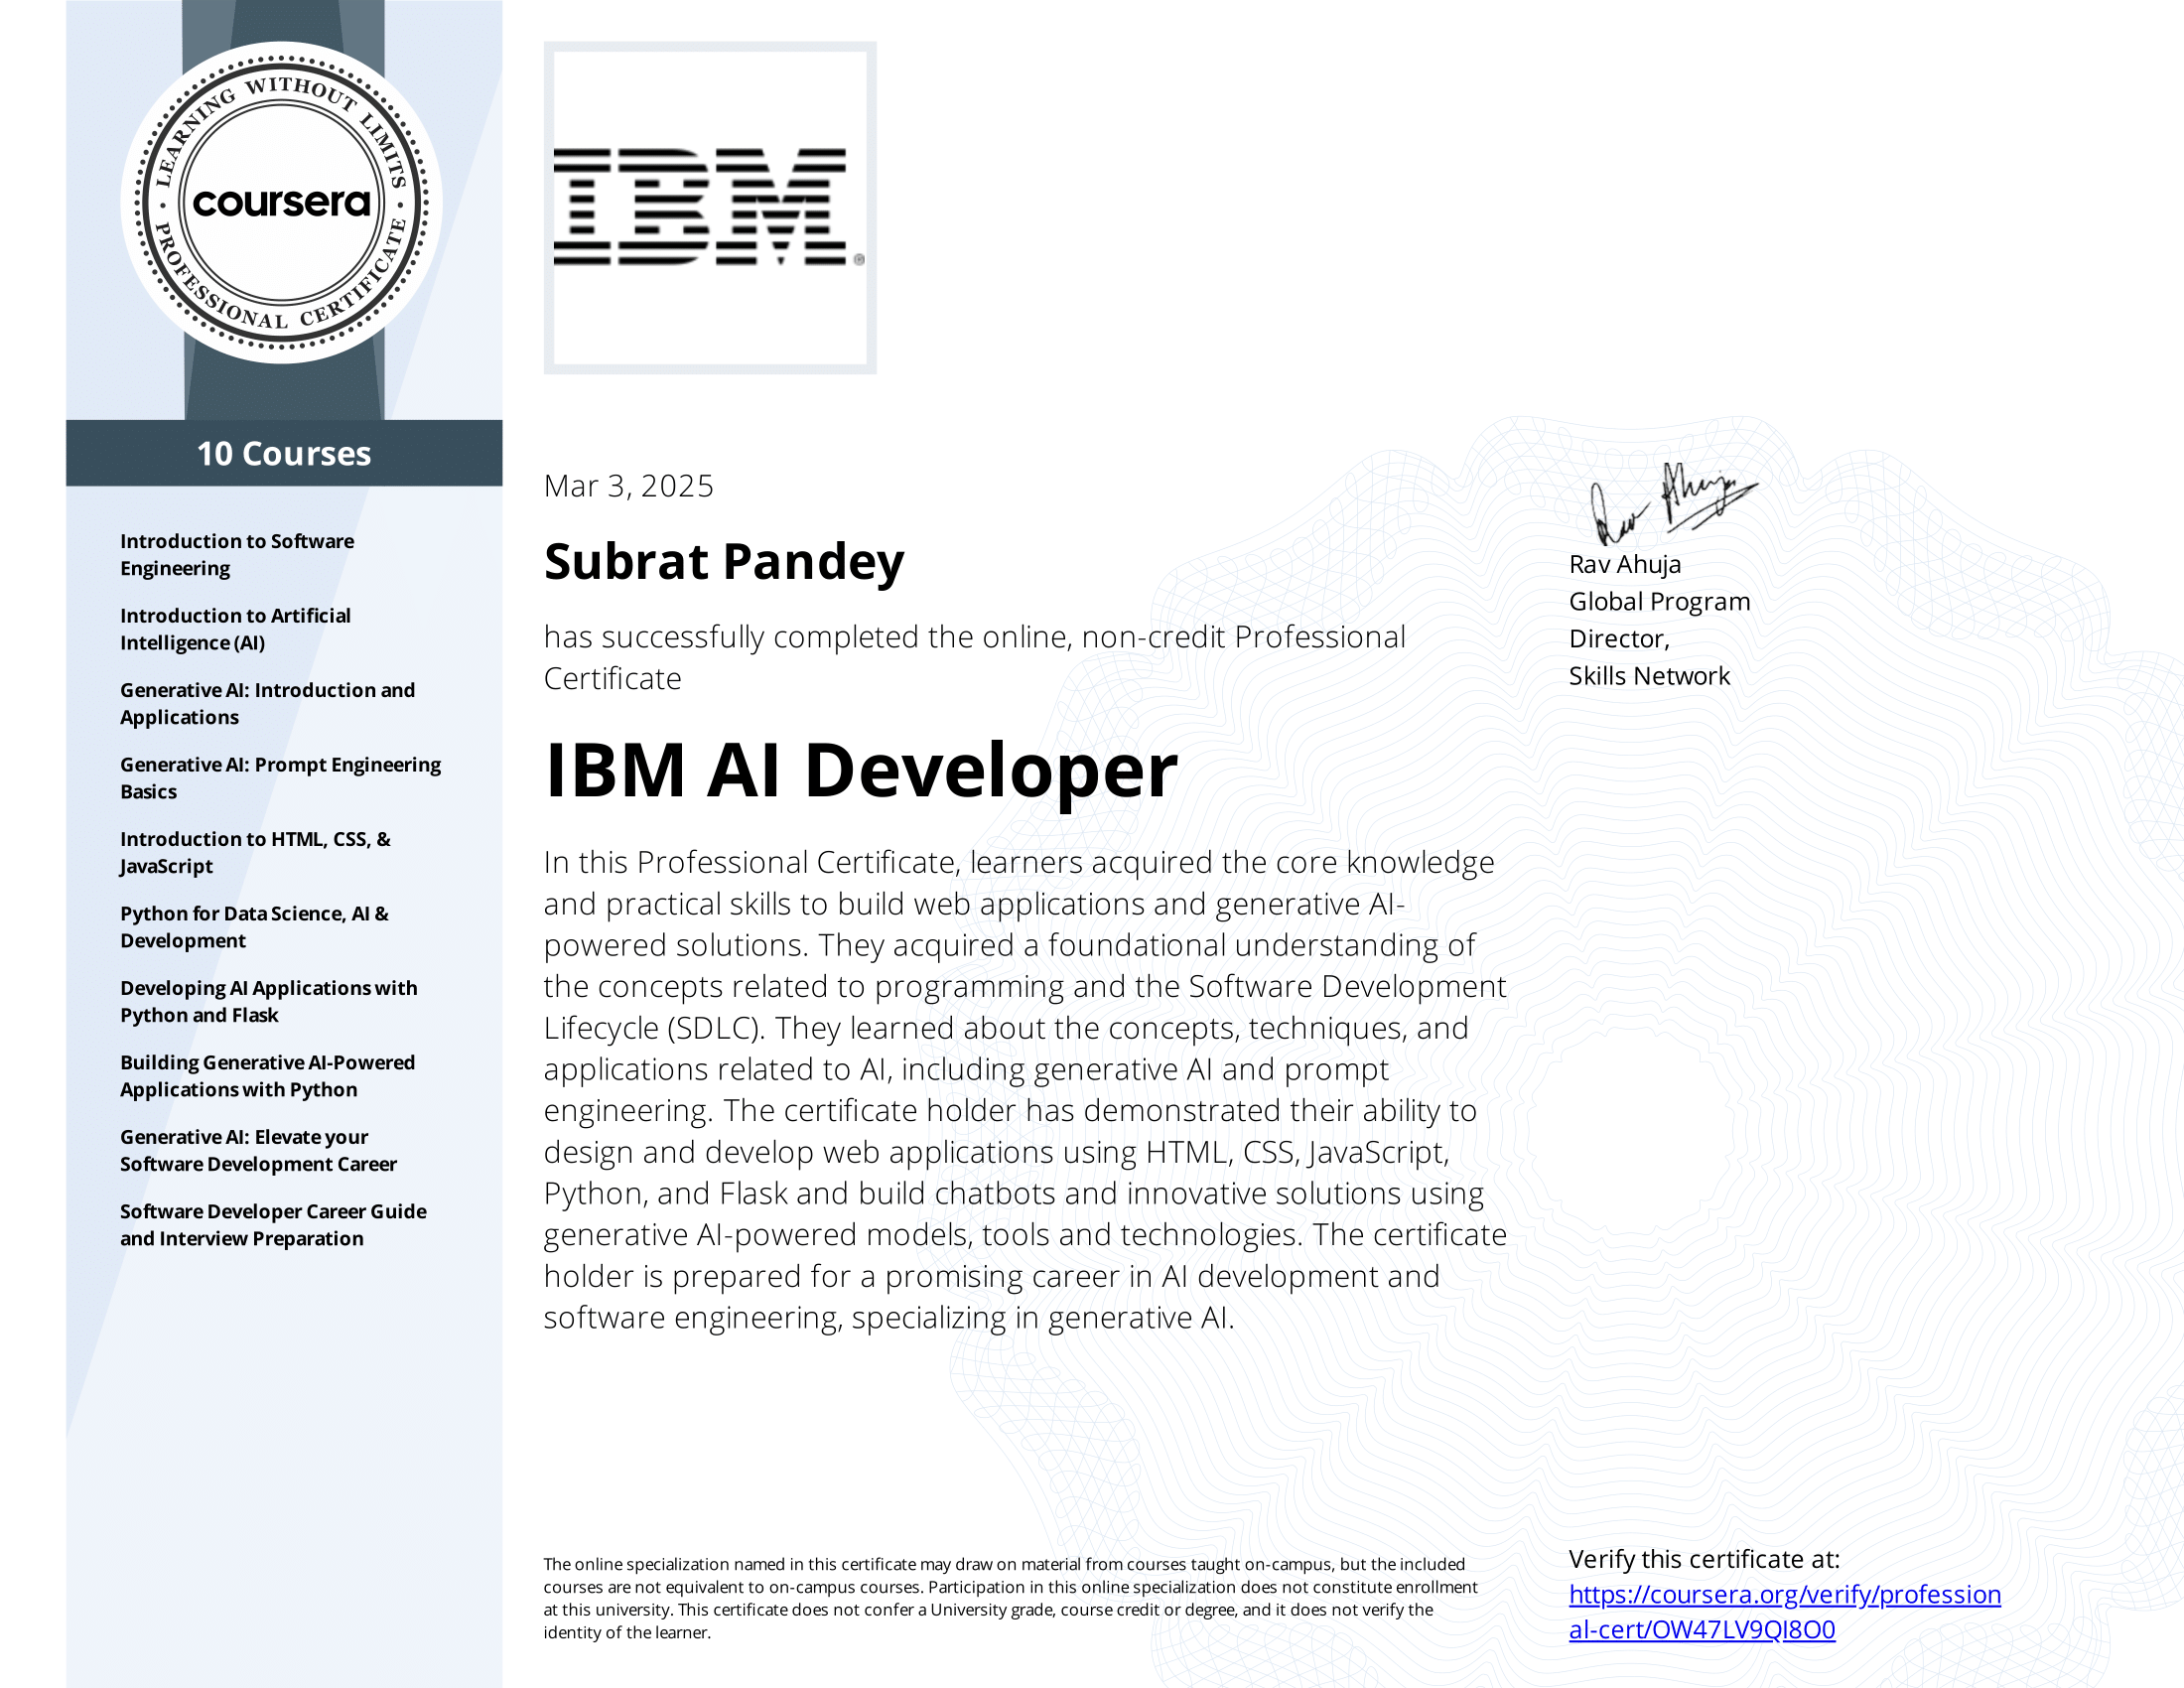 LEARNING WITHOUT LIMITS
coursera
PROFESSIONAL CERTIFICATE
10 Courses
Introduction to Software
Engineering
Introduction to Artificial
Intelligence (AI)
Generative AI: Introduction and
Applications
Generative AI: Prompt Engineering
Basics
Introduction to HTML, CSS, &
JavaScript
Python for Data Science, AI &
Development
Developing AI Applications with
Python and Flask
Building Generative AI-Powered
Applications with Python
Generative AI: Elevate your
Software Development Career
Software Developer Career Guide
and Interview Preparation
IBM®
Mar 3, 2025
Subrat Pandey
has successfully completed the online, non-credit Professional
Certificate
IBM AI Developer
In this Professional Certificate, learners acquired the core knowledge
and practical skills to build web applications and generative AI-
powered solutions. They acquired a foundational understanding of
the concepts related to programming and the Software Development
Lifecycle (SDLC). They learned about the concepts, techniques, and
applications related to AI, including generative AI and prompt
engineering. The certificate holder has demonstrated their ability to
design and develop web applications using HTML, CSS, JavaScript,
Python, and Flask and build chatbots and innovative solutions using
generative AI-powered models, tools and technologies. The certificate
holder is prepared for a promising career in AI development and
software engineering, specializing in generative AI.
Rav Ahuja
Rav Ahuja
Global Program
Director,
Skills Network
The online specialization named in this certificate may draw on material from courses taught on-campus, but the included
courses are not equivalent to on-campus courses. Participation in this online specialization does not constitute enrollment
at this university. This certificate does not confer a University grade, course credit or degree, and it does not verify the
identity of the learner.
Verify this certificate at:
https://coursera.org/verify/profession
al-cert/OW47LV9QI8O0